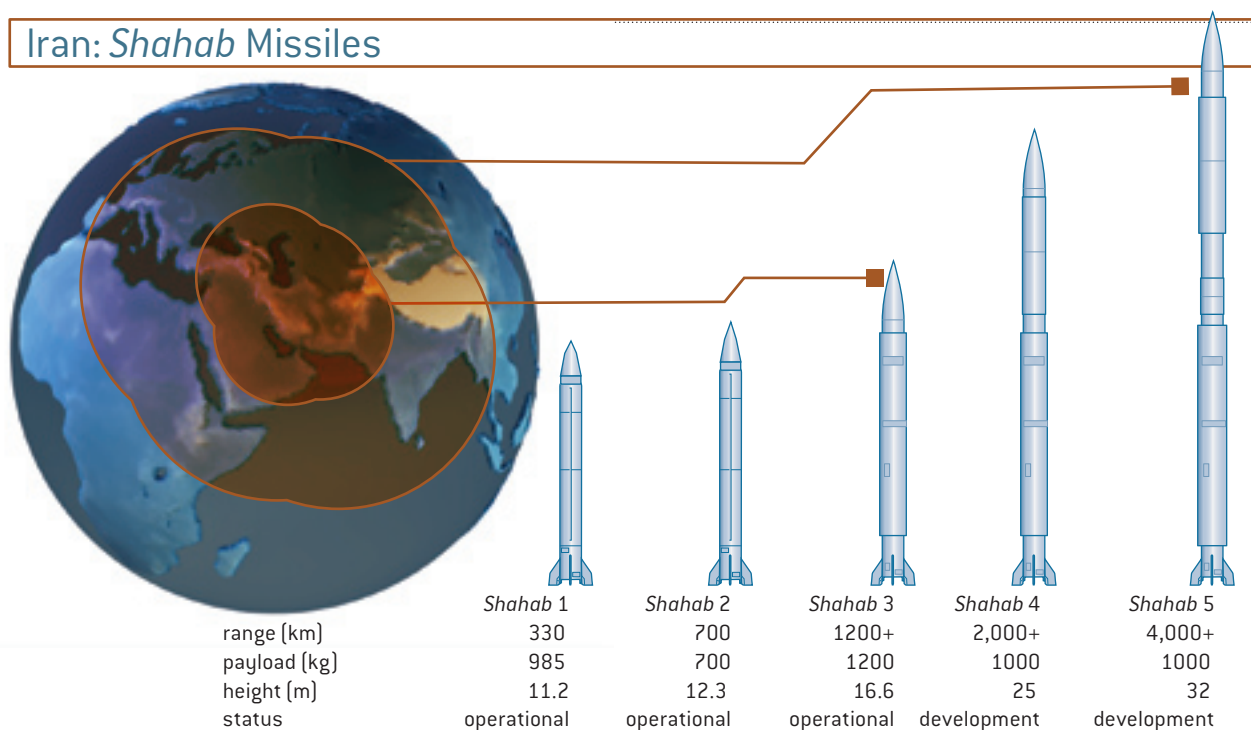 Iran: Shahab Missiles
Shahab 1 Shahab 2 Shahab 3 Shahab 4 Shahab 5
range (km) 330 700 1200+ 2,000+ 4,000+
payload (kg) 985 700 1200 1000 1000
height (m) 11.2 12.3 16.6 25 32
status operational operational operational development development